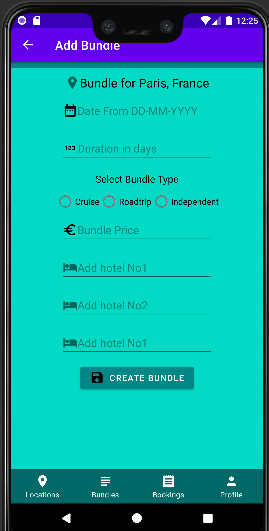 12:25
Add Bundle
Bundle for Paris, France
Date From DD-MM-YYYY
123 Duration in days
Select Bundle Type
Cruise Roadtrip Independent
€ Bundle Price
Add hotel No1
Add hotel No2
Add hotel No1
CREATE BUNDLE
Locations Bundles Bookings Profile